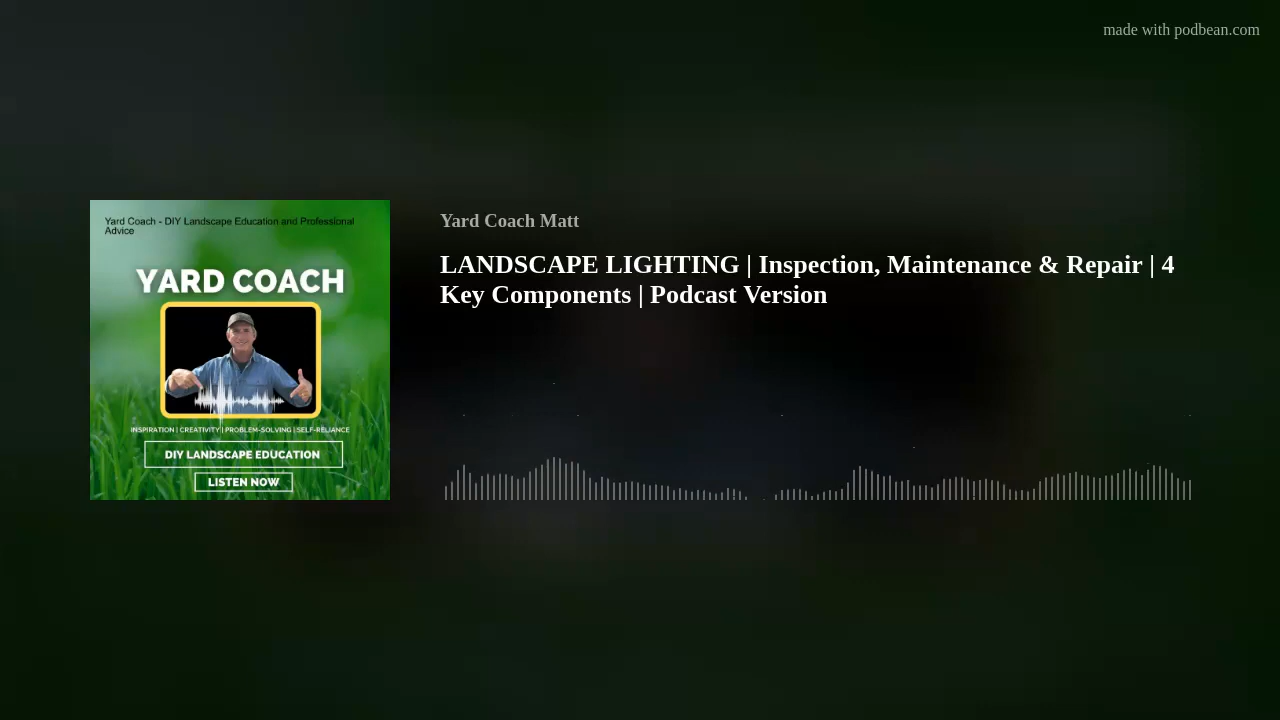 made with podbean.com
Yard Coach - DIY Landscape Education and Professional
Advice
YARD COACH
INSPIRATION | CREATIVITY | PROBLEM-SOLVING | SELF-RELIANCE
DIY LANDSCAPE EDUCATION
LISTEN NOW
Yard Coach Matt
LANDSCAPE LIGHTING | Inspection, Maintenance & Repair | 4
Key Components | Podcast Version